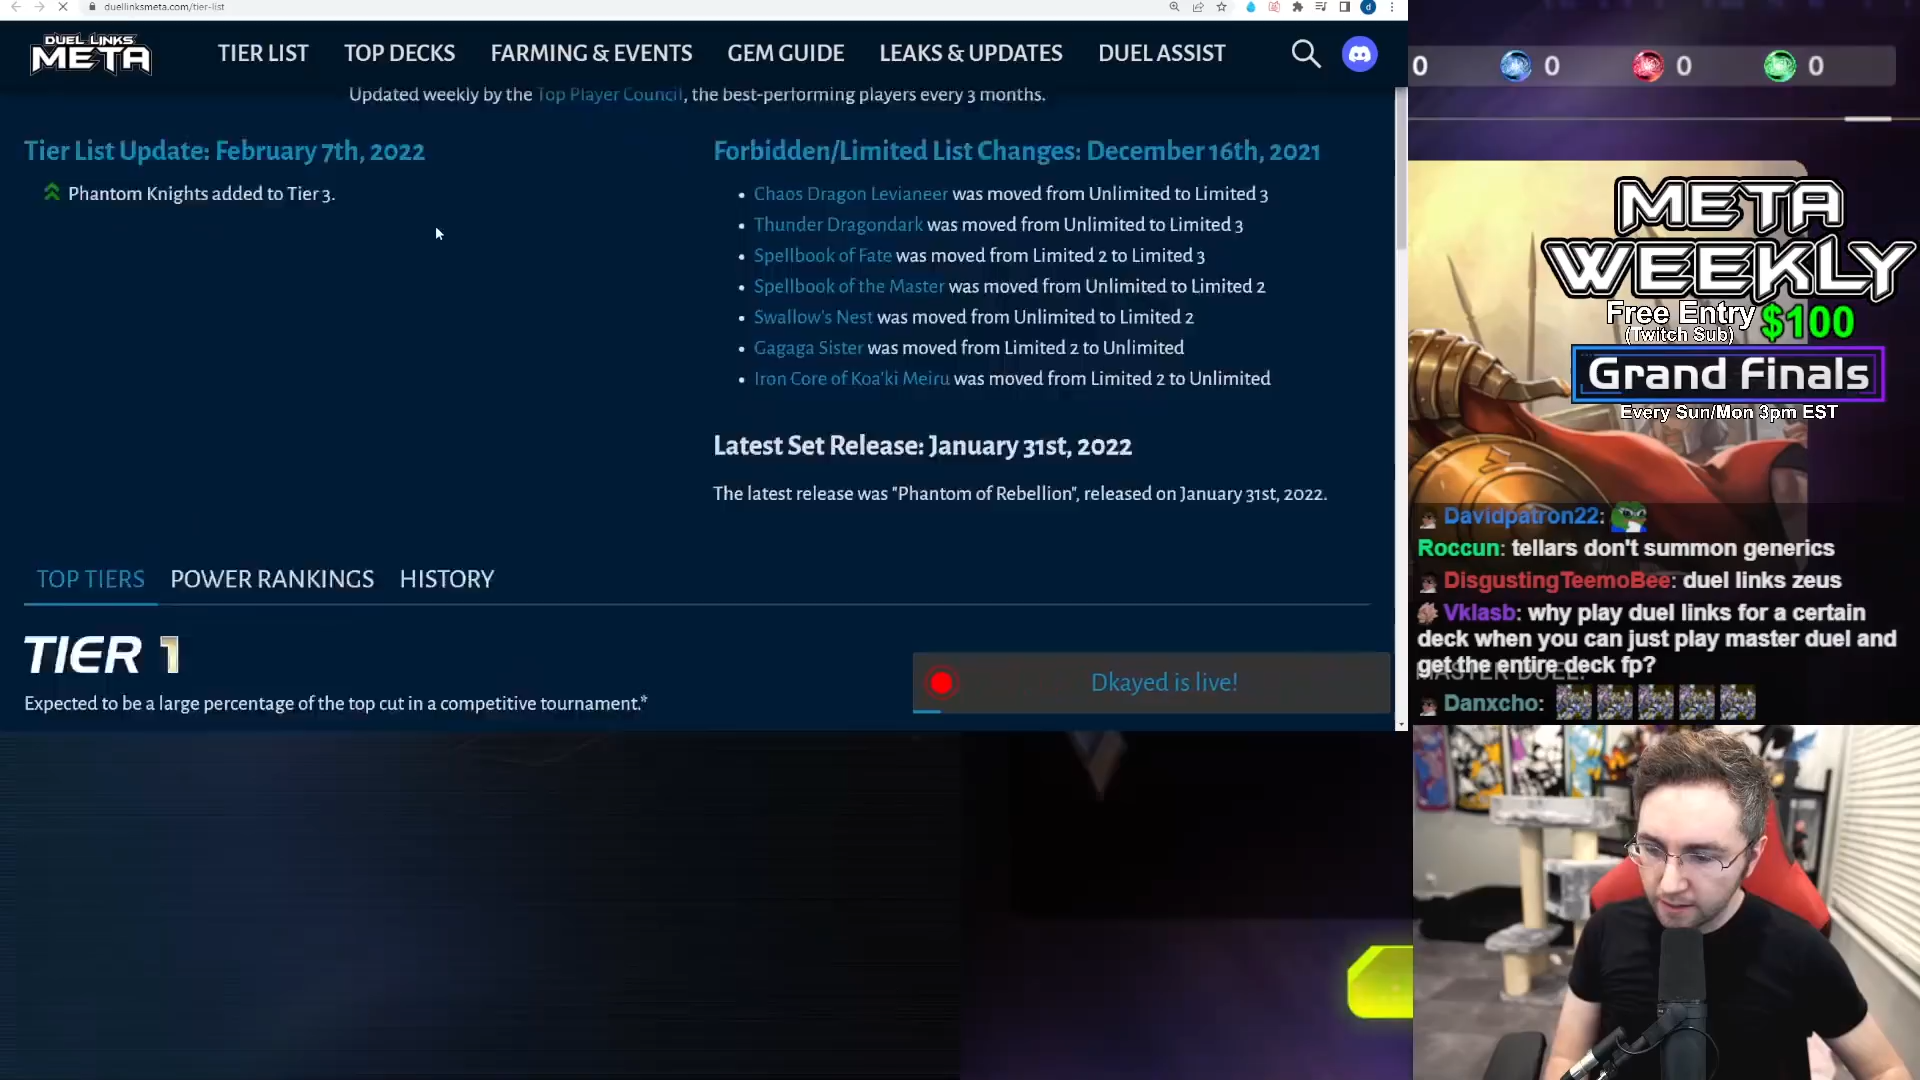 duellinksmeta.com/tier-list
DUEL LINKS
META
TIER LIST
TOP DECKS
FARMING & EVENTS
GEM GUIDE
LEAKS & UPDATES
DUEL ASSIST
Updated weekly by the Top Player Council, the best-performing players every 3 months.
Tier List Update: February 7th, 2022
Phantom Knights added to Tier 3.
Forbidden/Limited List Changes: December 16th, 2021
• Chaos Dragon Levianeer was moved from Unlimited to Limited 3
• Thunder Dragondark was moved from Unlimited to Limited 3
• Spellbook of Fate was moved from Limited 2 to Limited 3
• Spellbook of the Master was moved from Unlimited to Limited 2
• Swallow's Nest was moved from Unlimited to Limited 2
• Gagaga Sister was moved from Limited 2 to Unlimited
• Iron Core of Koa'ki Meiru was moved from Limited 2 to Unlimited
Latest Set Release: January 31st, 2022
The latest release was "Phantom of Rebellion", released on January 31st, 2022.
TOP TIERS
POWER RANKINGS
HISTORY
TIER 1
Expected to be a large percentage of the top cut in a competitive tournament.*
Dkayed is live!
0
0
0
0
META
WEEKLY
Free Entry $100
(Twitch Sub)
Grand Finals
Every Sun/Mon 3pm EST
Davidpatron22:
Roccun: tellars don't summon generics
DisgustingTeemoBee: duel links zeus
Vklasb: why play duel links for a certain
deck when you can just play master duel and
get the entire deck fp?
MASTER DUEL.
Danxcho: